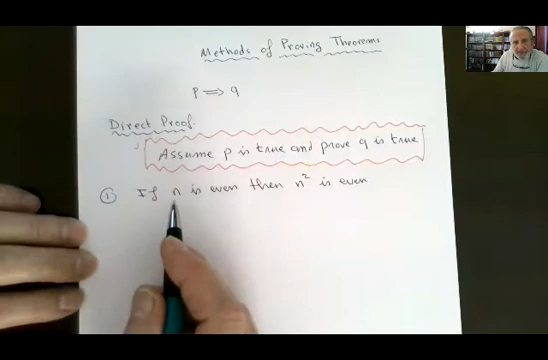 Methods of Proving Theorems
p ⟹ q
Direct Proof.
Assume p is true and prove q is true
① If n is even then n² is even